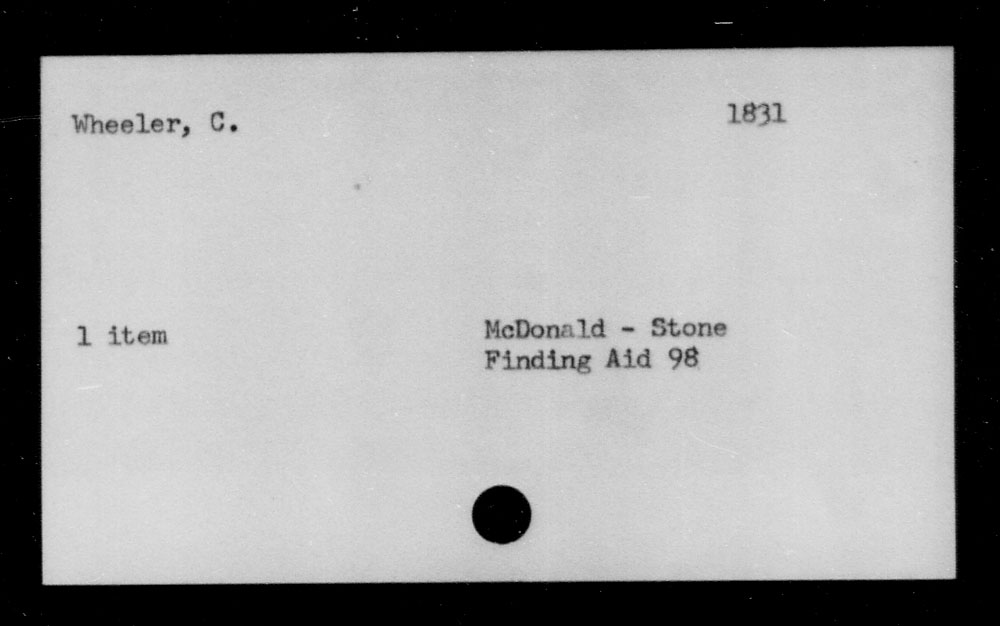 Wheeler, C. 1831
1 item McDonald - Stone
Finding Aid 98